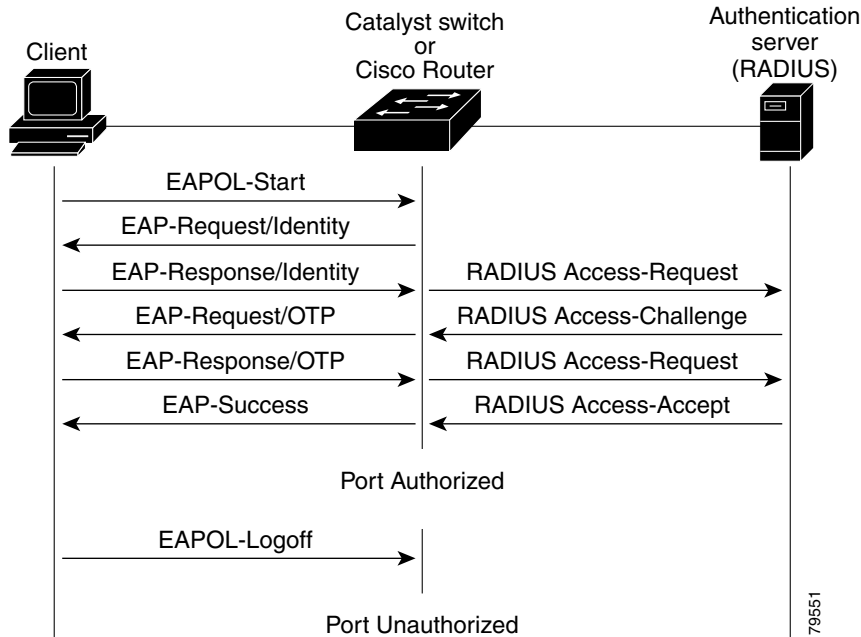 Client
Catalyst switch
or
Cisco Router
Authentication
server
(RADIUS)
EAPOL-Start
EAP-Request/Identity
EAP-Response/Identity
RADIUS Access-Request
EAP-Request/OTP
RADIUS Access-Challenge
EAP-Response/OTP
RADIUS Access-Request
EAP-Success
RADIUS Access-Accept
Port Authorized
EAPOL-Logoff
Port Unauthorized
79551